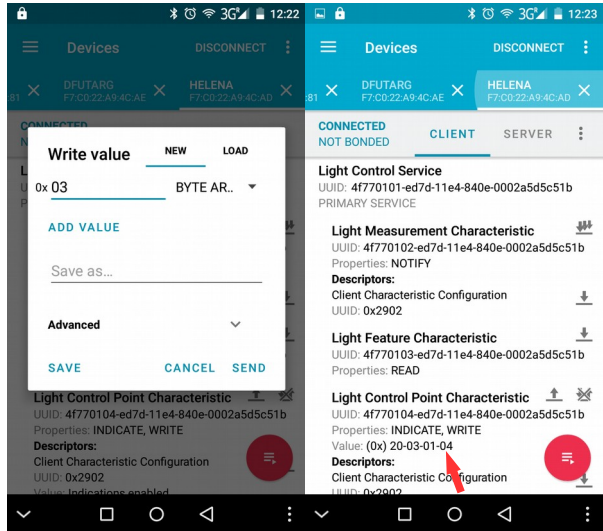 12:22
3G
Devices
DISCONNECT
:81
DFUTARG
F7:C0:22:A9:4C:AE
HELENA
F7:C0:22:A9:4C:AD
CONNECTED
Write value
NEW
LOAD
0x 03
BYTE AR..
ADD VALUE
Save as...
Advanced
SAVE
CANCEL
SEND
Light Control Point Characteristic
UUID: 4f770104-ed7d-11e4-840e-0002a5d5c51b
Properties: INDICATE, WRITE
Descriptors:
Client Characteristic Configuration
UUID: 0x2902
Value: Indications enabled
3G
12:23
Devices
DISCONNECT
:81
DFUTARG
F7:C0:22:A9:4C:AE
HELENA
F7:C0:22:A9:4C:AD
CONNECTED
NOT BONDED
CLIENT
SERVER
Light Control Service
UUID: 4f770101-ed7d-11e4-840e-0002a5d5c51b
PRIMARY SERVICE
Light Measurement Characteristic
UUID: 4f770102-ed7d-11e4-840e-0002a5d5c51b
Properties: NOTIFY
Descriptors:
Client Characteristic Configuration
UUID: 0x2902
Light Feature Characteristic
UUID: 4f770103-ed7d-11e4-840e-0002a5d5c51b
Properties: READ
Light Control Point Characteristic
UUID: 4f770104-ed7d-11e4-840e-0002a5d5c51b
Properties: INDICATE, WRITE
Value: (0x) 20-03-01-04
Descriptors:
Client Characteristic Configuration
UUID: 0x2902